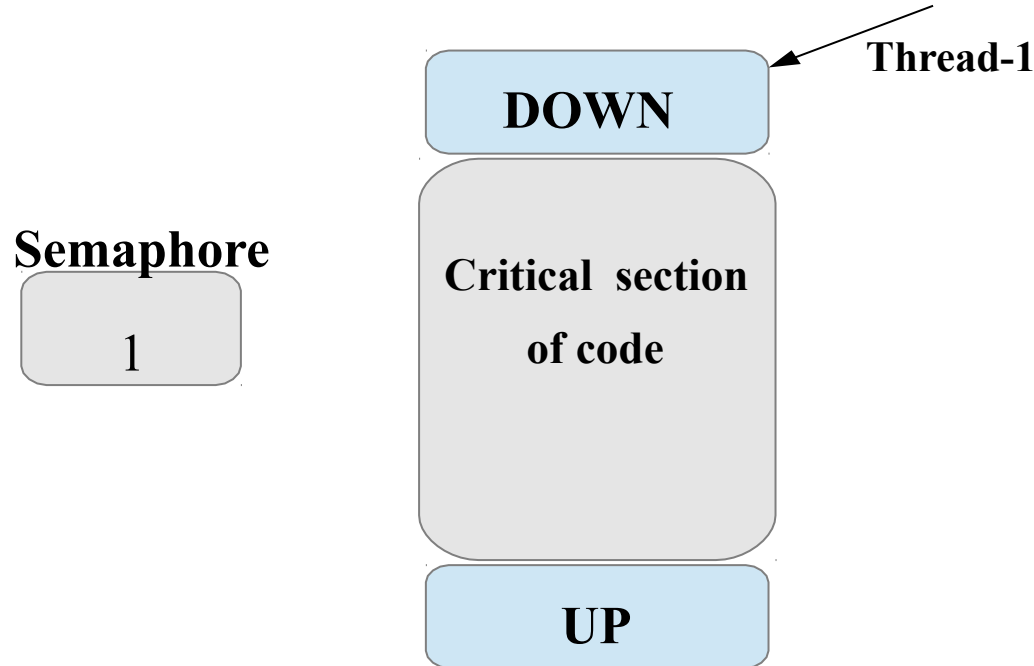 Thread-1
DOWN
Semaphore
1
Critical section
of code
UP